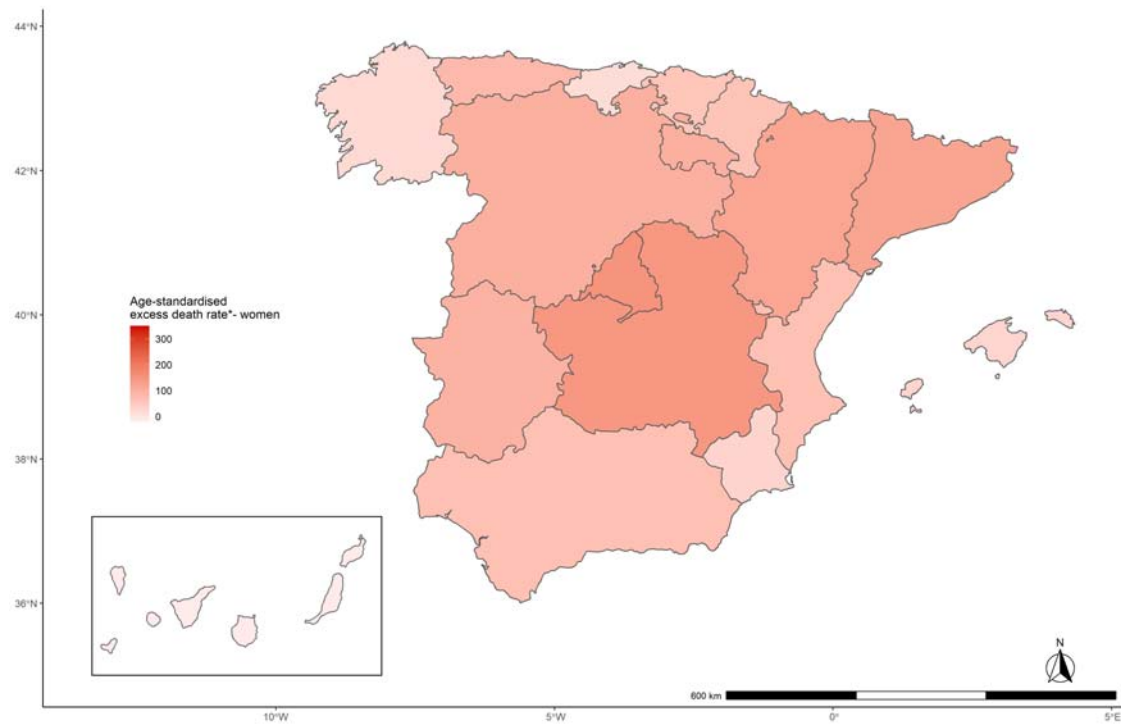 44°N
42°N
40°N
38°N
36°N
Age-standardised
excess death rate*- women
300
200
100
0
N
600 km
10°W
5°W
0°
5°E